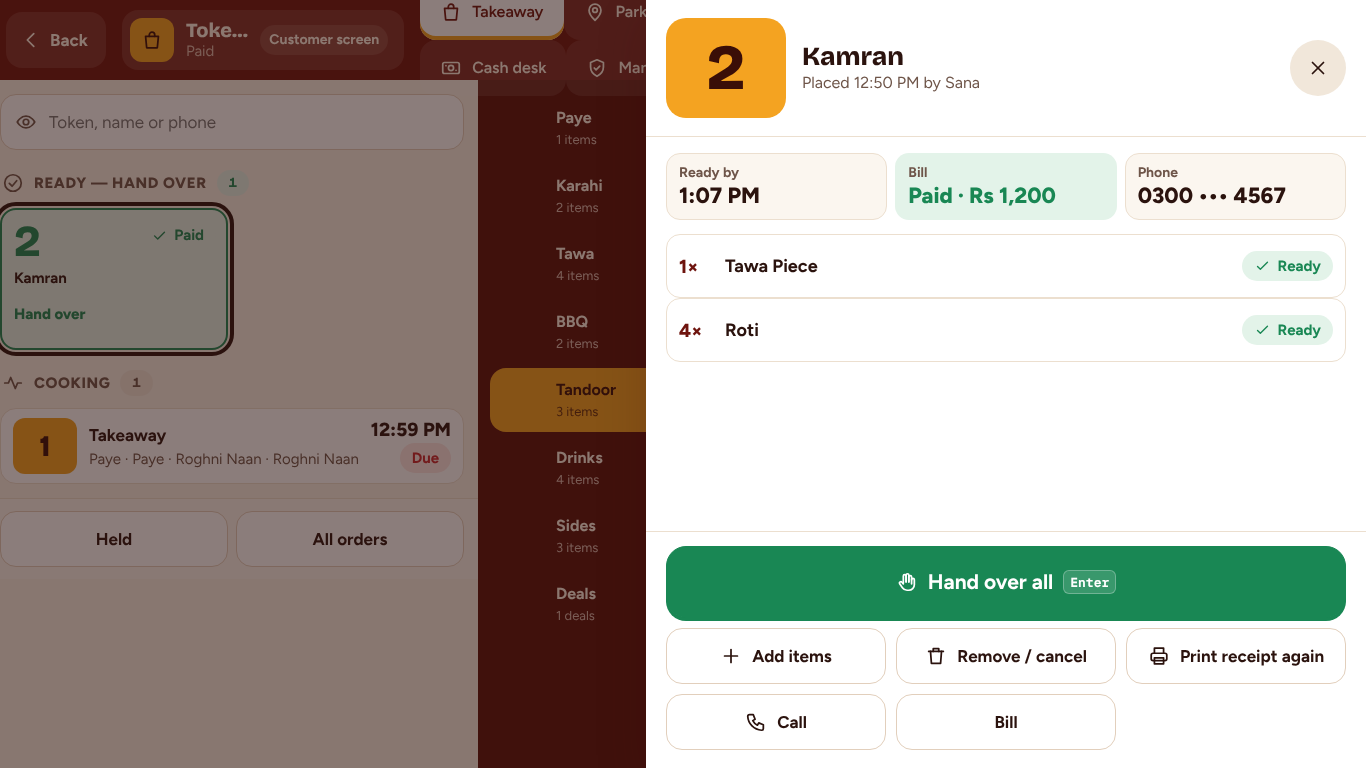 Back
Toke...
Paid
Customer screen
Takeaway
Park
Cash desk
Mar
Token, name or phone
READY — HAND OVER 1
2
Paid
Kamran
Hand over
COOKING 1
1
Takeaway
12:59 PM
Paye · Paye · Roghni Naan · Roghni Naan
Due
Held
All orders
Paye
1 items
Karahi
2 items
Tawa
4 items
BBQ
2 items
Tandoor
3 items
Drinks
4 items
Sides
3 items
Deals
1 deals
2
Kamran
Placed 12:50 PM by Sana
Ready by
1:07 PM
Bill
Paid · Rs 1,200
Phone
0300 ••• 4567
1× Tawa Piece Ready
4× Roti Ready
Hand over all Enter
Add items
Remove / cancel
Print receipt again
Call
Bill